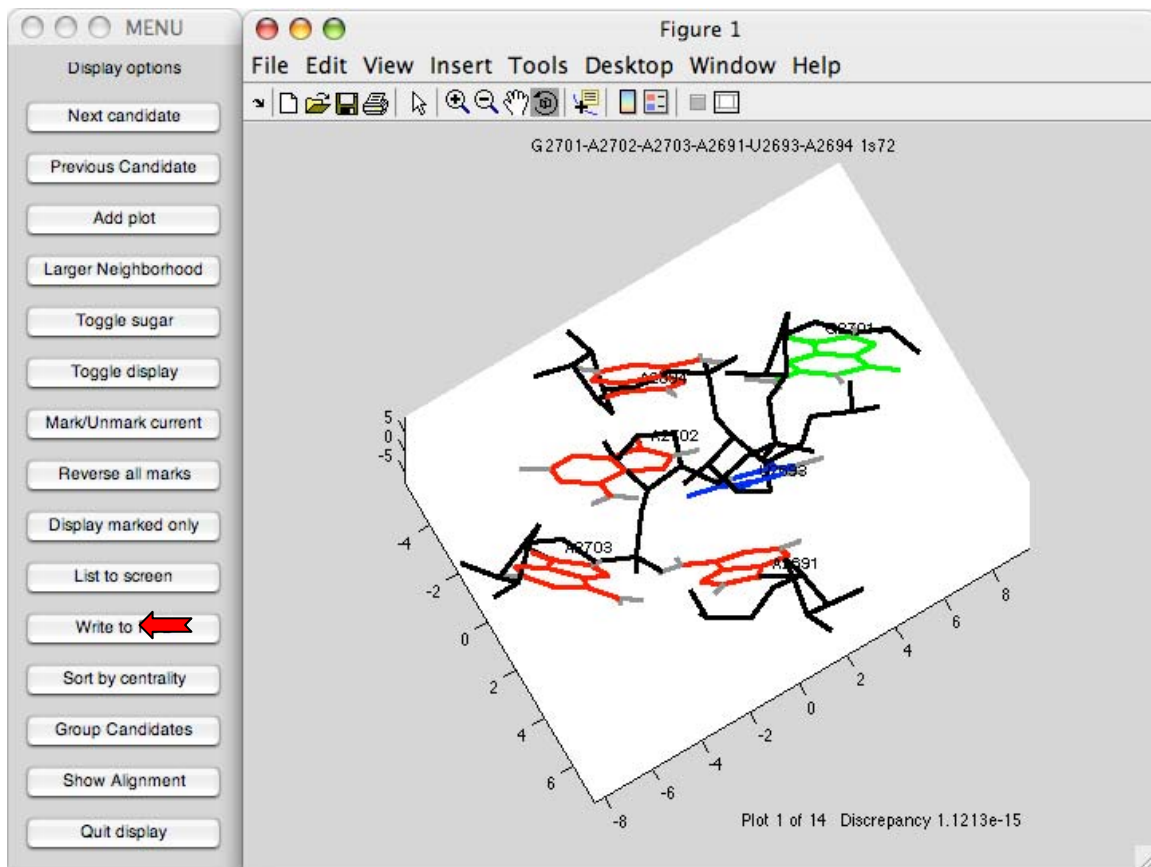 MENU
Display options
Next candidate
Previous Candidate
Add plot
Larger Neighborhood
Toggle sugar
Toggle display
Mark/Unmark current
Reverse all marks
Display marked only
List to screen
Write to
Sort by centrality
Group Candidates
Show Alignment
Quit display
Figure 1
File Edit View Insert Tools Desktop Window Help
G2701-A2702-A2703-A2691-U2693-A2694 1s72
G2701
A2694
A2702
U2693
A2703
A2691
5
0
-5
-4
-2
0
2
4
6
-8
-6
-4
-2
0
2
4
6
8
Plot 1 of 14 Discrepancy 1.1213e-15